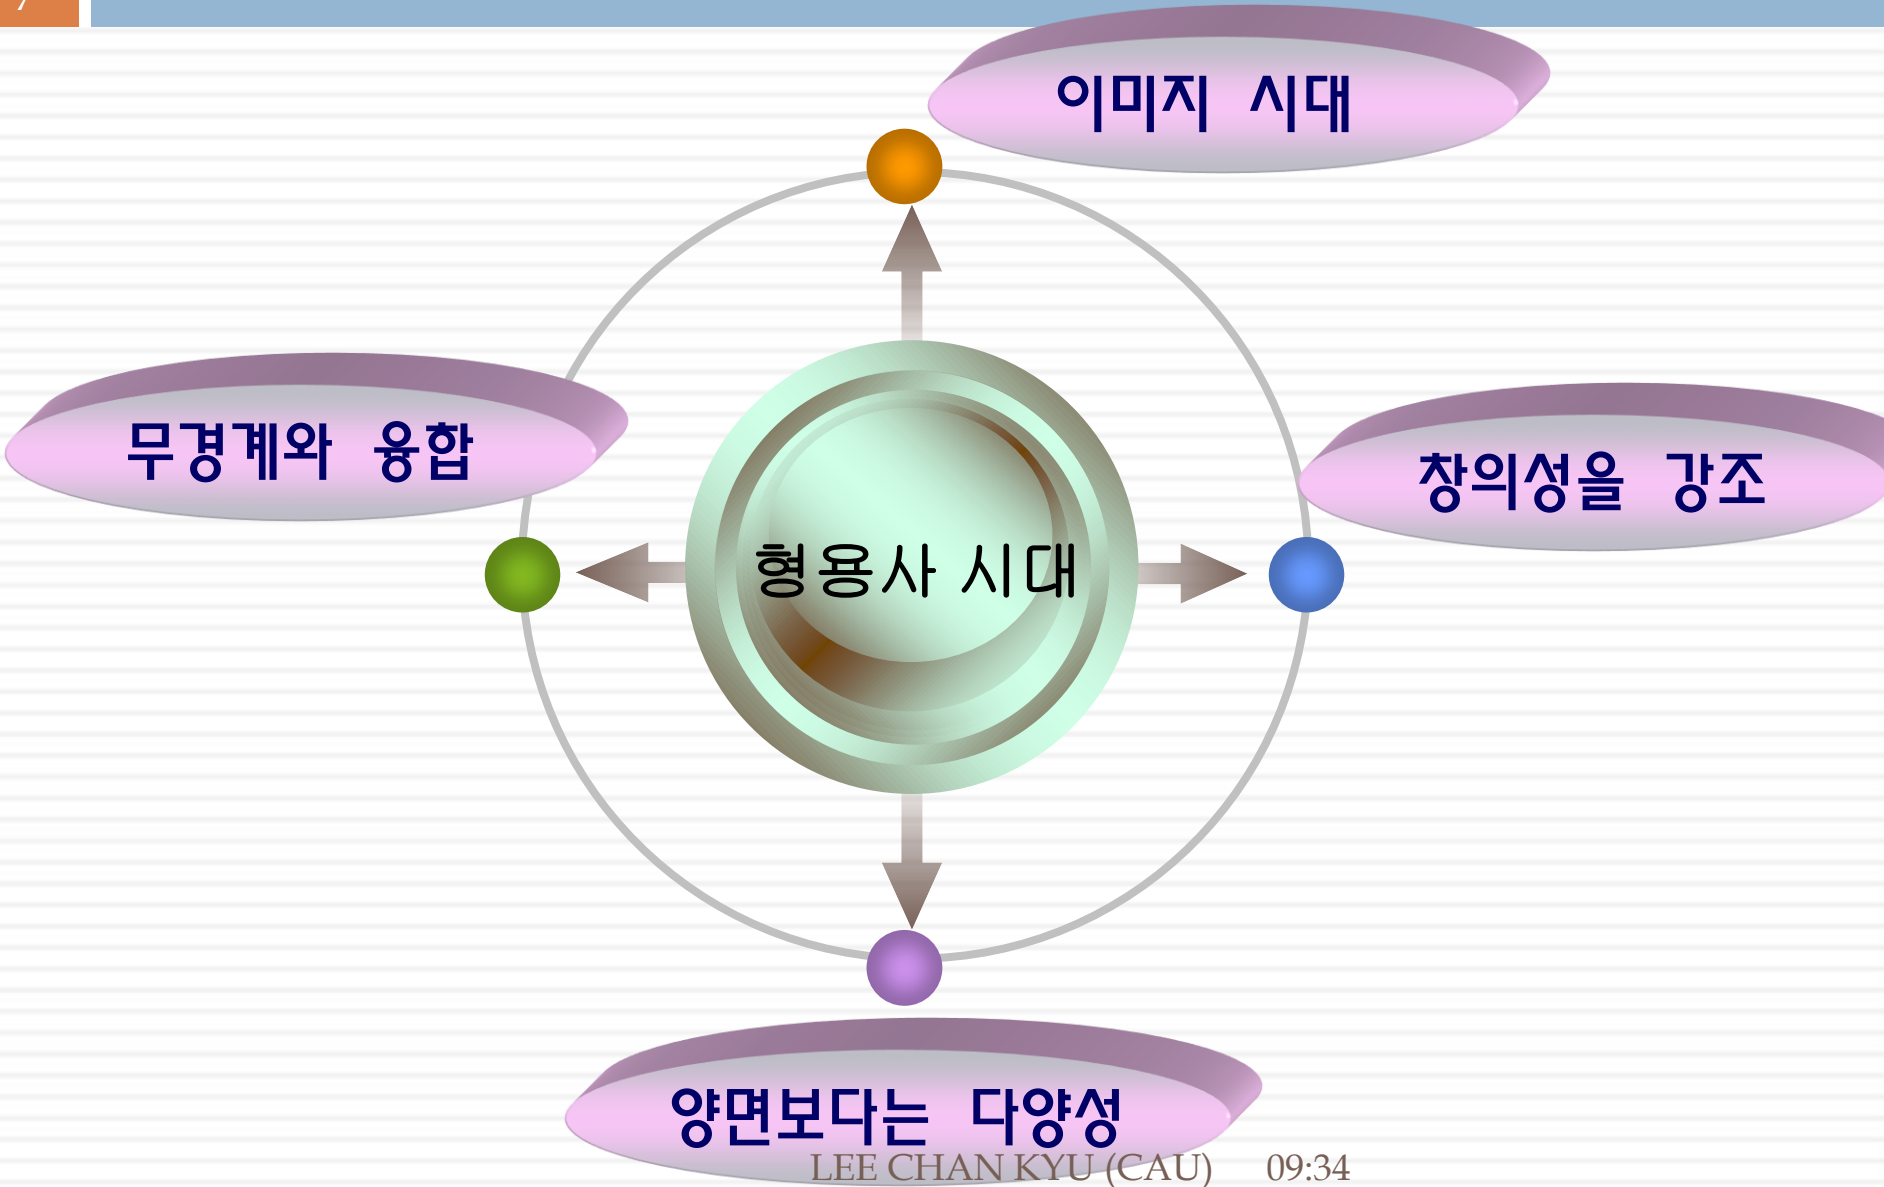 7
이미지 시대
무경계와 융합
창의성을 강조
형용사 시대
양면보다는 다양성
LEE CHAN KYU (CAU) 09:34